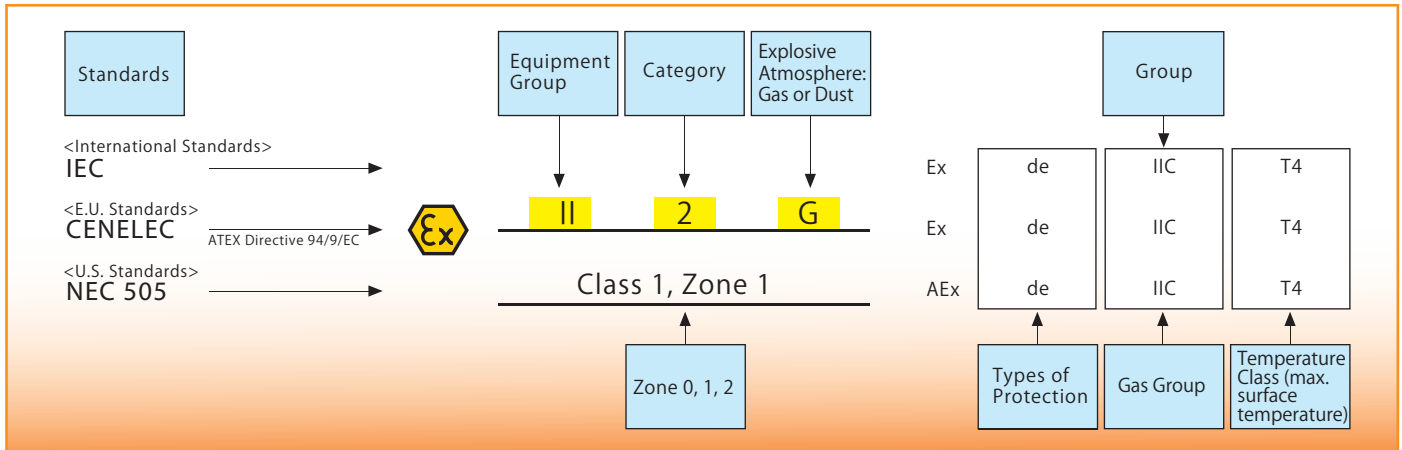 Standards
Equipment
Group
Category
Explosive
Atmosphere:
Gas or Dust
Group
<International Standards>
IEC
Ex de IIC T4
<E.U. Standards>
CENELEC
ATEX Directive 94/9/EC
Ex
II 2 G
Ex de IIC T4
<U.S. Standards>
NEC 505
Class 1, Zone 1
AEx de IIC T4
Zone 0, 1, 2
Types of
Protection
Gas Group
Temperature
Class (max.
surface
temperature)